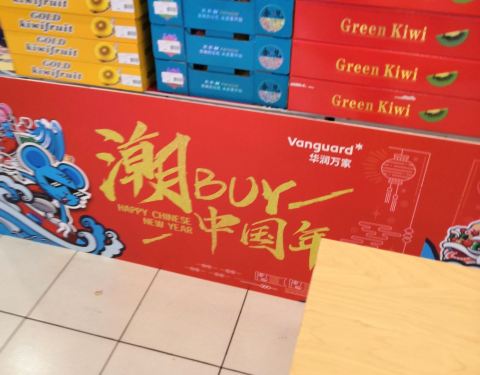 GOLD
kiwifruit
GOLD
kiwifruit
GOLD
kiwifruit
Green Kiwi
Green Kiwi
Green Kiwi
Vanguard*
华润万家
潮BUY
HAPPY CHINESE
NEW YEAR
中国年